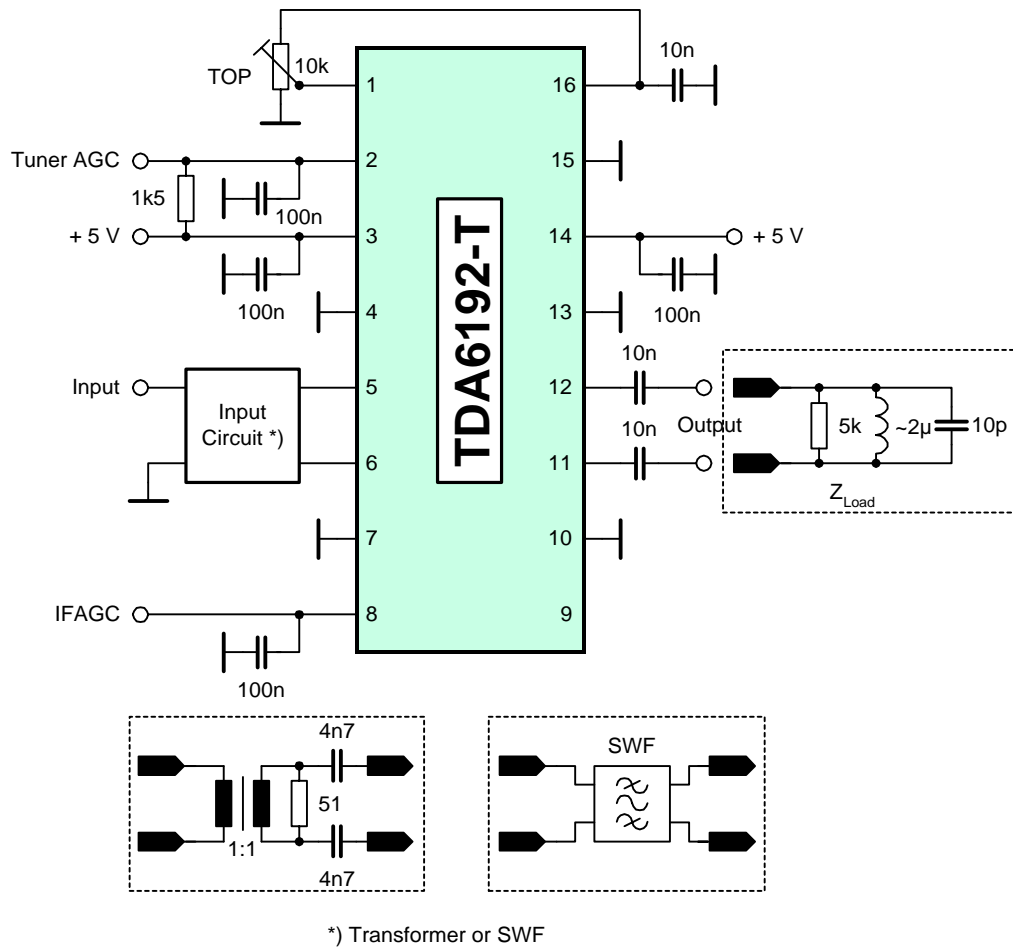 10k
TOP
1
16
10n
Tuner AGC
2
15
1k5
100n
+ 5 V
3
14
+ 5 V
100n
100n
4
13
TDA6192-T
10n
Input
5
12
Input
Circuit *)
10n
Output
5k
~2µ
10p
6
11
Z Load
7
10
IFAGC
8
9
100n
4n7
51
1:1
4n7
SWF
*) Transformer or SWF